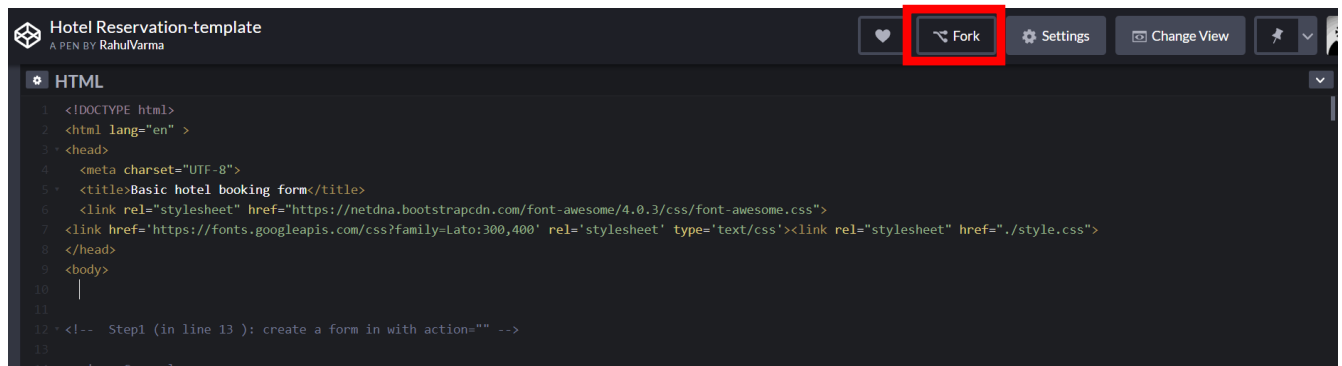 Hotel Reservation-template
A PEN BY RahulVarma
Fork
Settings
Change View
HTML
1 <!DOCTYPE html>
2 <html lang="en" >
3 <head>
4 <meta charset="UTF-8">
5 <title>Basic hotel booking form</title>
6 <link rel="stylesheet" href="https://netdna.bootstrapcdn.com/font-awesome/4.0.3/css/font-awesome.css">
7 <link href='https://fonts.googleapis.com/css?family=Lato:300,400' rel='stylesheet' type='text/css'><link rel="stylesheet" href="./style.css">
8 </head>
9 <body>
10
11
12 <!-- Step1 (in line 13 ): create a form in with action="" -->
13